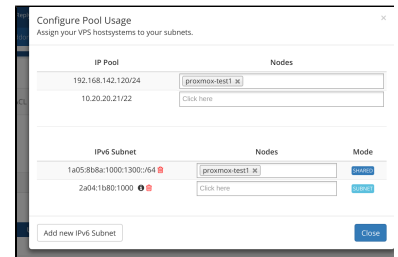 Configure Pool Usage
×
Assign your VPS hostsystems to your subnets.
IP Pool Nodes
192.168.142.120/24 proxmox-test1 ×
10.20.20.21/22 Click here
IPv6 Subnet Nodes Mode
1a05:8b8a:1000:1300::/64 proxmox-test1 × SHARED
2a04:1b80:1000 Click here SUBNET
Add new IPv6 Subnet Close